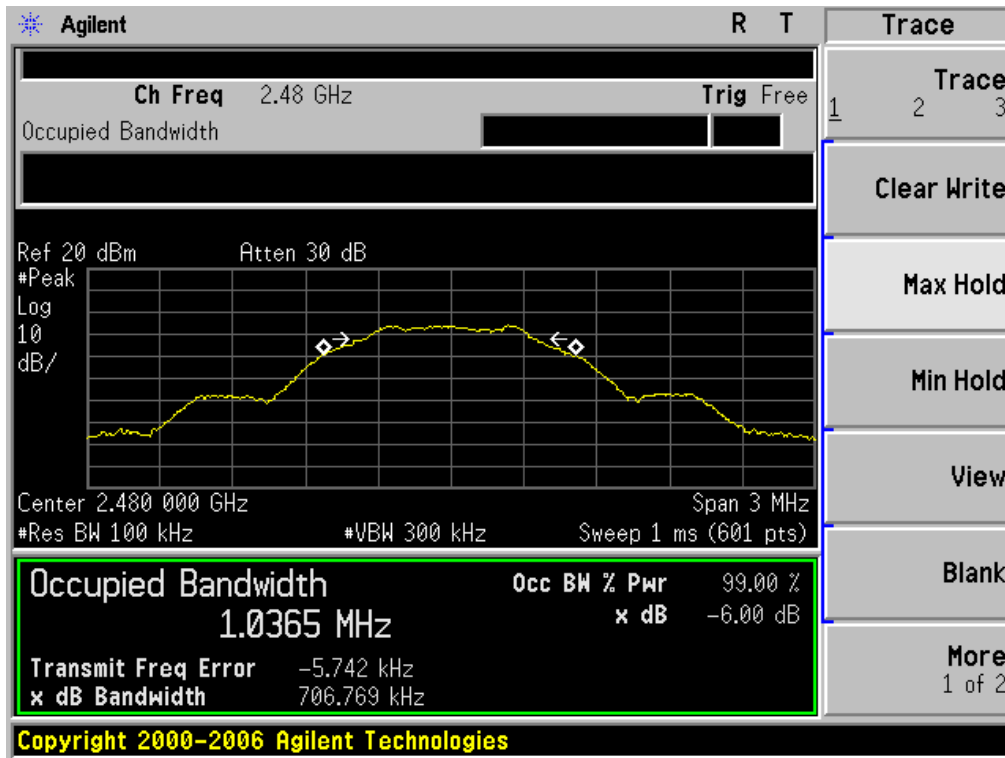 Agilent R T Trace
Ch Freq 2.48 GHz Trig Free
Occupied Bandwidth
Trace
1 2 3
Clear Write
Max Hold
Min Hold
View
Blank
More
1 of 2
Ref 20 dBm Atten 30 dB
#Peak
Log
10
dB/
Center 2.480 000 GHz Span 3 MHz
#Res BW 100 kHz #VBW 300 kHz Sweep 1 ms (601 pts)
Occupied Bandwidth
1.0365 MHz
Occ BW % Pwr 99.00 %
x dB -6.00 dB
Transmit Freq Error -5.742 kHz
x dB Bandwidth 706.769 kHz
Copyright 2000-2006 Agilent Technologies